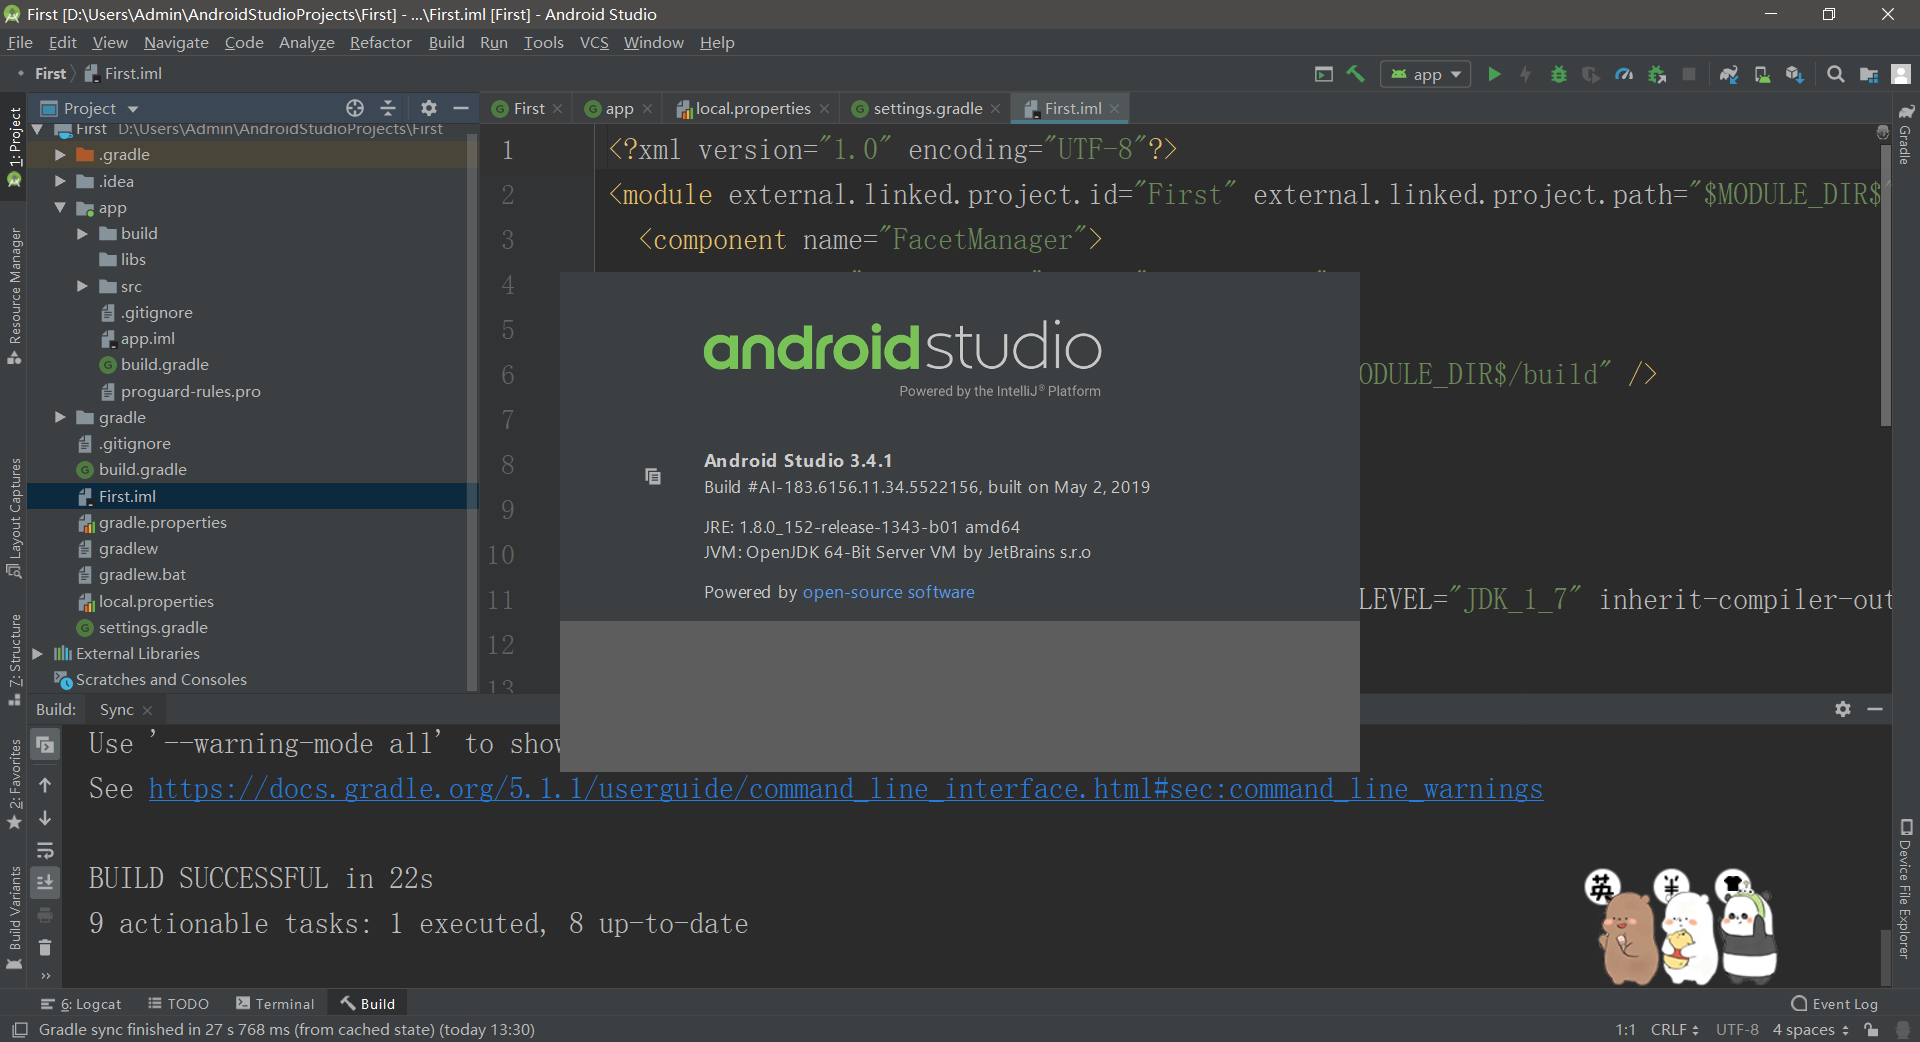 First [D:\Users\Admin\AndroidStudioProjects\First] - ...\First.iml [First] - Android Studio
File Edit View Navigate Code Analyze Refactor Build Run Tools VCS Window Help
First First.iml
app
1: Project
Resource Manager
Layout Captures
7: Structure
2: Favorites
Build Variants
Project
First D:\Users\Admin\AndroidStudioProjects\First
.gradle
.idea
app
build
libs
src
.gitignore
app.iml
build.gradle
proguard-rules.pro
gradle
.gitignore
build.gradle
First.iml
gradle.properties
gradlew
gradlew.bat
local.properties
settings.gradle
External Libraries
Scratches and Consoles
First app local.properties settings.gradle First.iml
1 <?xml version="1.0" encoding="UTF-8"?>
2 <module external.linked.project.id="First" external.linked.project.path="$MODULE_DIR$"
3 <component name="FacetManager">
4
5
6 ODULE_DIR$/build" />
7
8
9
10
11 LEVEL="JDK_1_7" inherit-compiler-out
12
13
androidstudio
Powered by the IntelliJ® Platform
Android Studio 3.4.1
Build #AI-183.6156.11.34.5522156, built on May 2, 2019
JRE: 1.8.0_152-release-1343-b01 amd64
JVM: OpenJDK 64-Bit Server VM by JetBrains s.r.o
Powered by open-source software
Gradle
Device File Explorer
Build: Sync
Use '--warning-mode all' to show
See https://docs.gradle.org/5.1.1/userguide/command_line_interface.html#sec:command_line_warnings
BUILD SUCCESSFUL in 22s
9 actionable tasks: 1 executed, 8 up-to-date
英
6: Logcat TODO Terminal Build Event Log
Gradle sync finished in 27 s 768 ms (from cached state) (today 13:30) 1:1 CRLF UTF-8 4 spaces